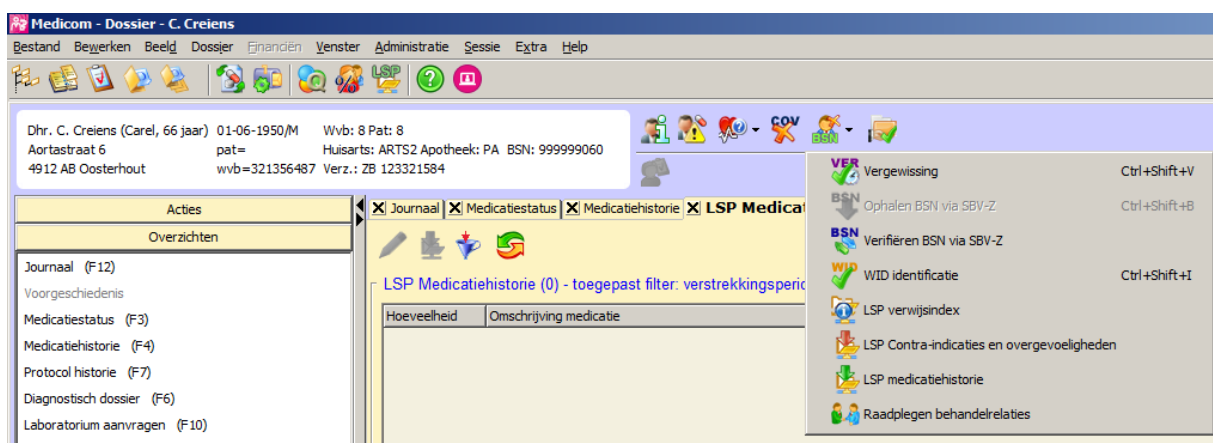 Medicom - Dossier - C. Creiens
Bestand Bewerken Beeld Dossier Financiën Venster Administratie Sessie Extra Help
LSP
Dhr. C. Creiens (Carel, 66 jaar) 01-06-1950/M Wvb: 8 Pat: 8
Aortastraat 6 pat= Huisarts: ARTS2 Apotheek: PA BSN: 999999060
4912 AB Oosterhout wvb=321356487 Verz.: ZB 123321584
COV BSN
VER Vergewissing Ctrl+Shift+V
BSN Ophalen BSN via SBV-Z Ctrl+Shift+B
BSN Verifiëren BSN via SBV-Z
WID WID identificatie Ctrl+Shift+I
LSP verwijsindex
LSP Contra-indicaties en overgevoeligheden
LSP medicatiehistorie
Raadplegen behandelrelaties
Acties
Overzichten
Journaal (F12)
Voorgeschiedenis
Medicatiestatus (F3)
Medicatiehistorie (F4)
Protocol historie (F7)
Diagnostisch dossier (F6)
Laboratorium aanvragen (F10)
Journaal Medicatiestatus Medicatiehistorie LSP Medicat
LSP Medicatiehistorie (0) - toegepast filter: verstrekkingsperio
Hoeveelheid Omschrijving medicatie